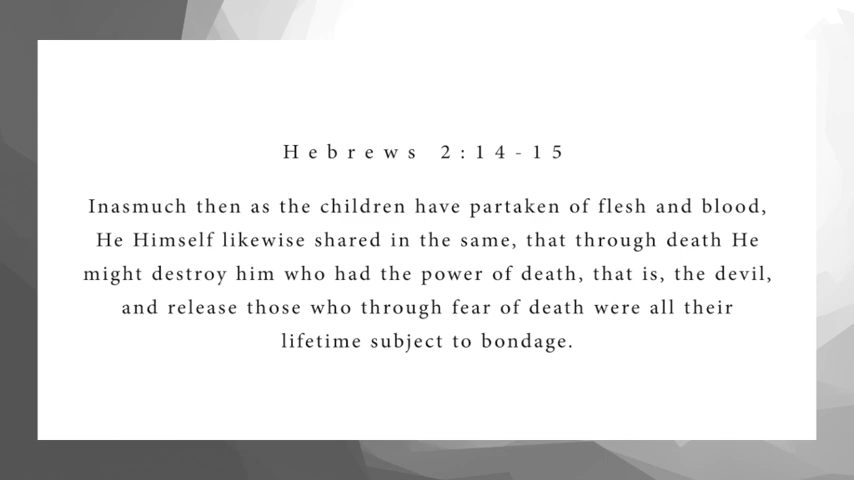 Hebrews 2:14-15
Inasmuch then as the children have partaken of flesh and blood,
He Himself likewise shared in the same, that through death He
might destroy him who had the power of death, that is, the devil,
and release those who through fear of death were all their
lifetime subject to bondage.